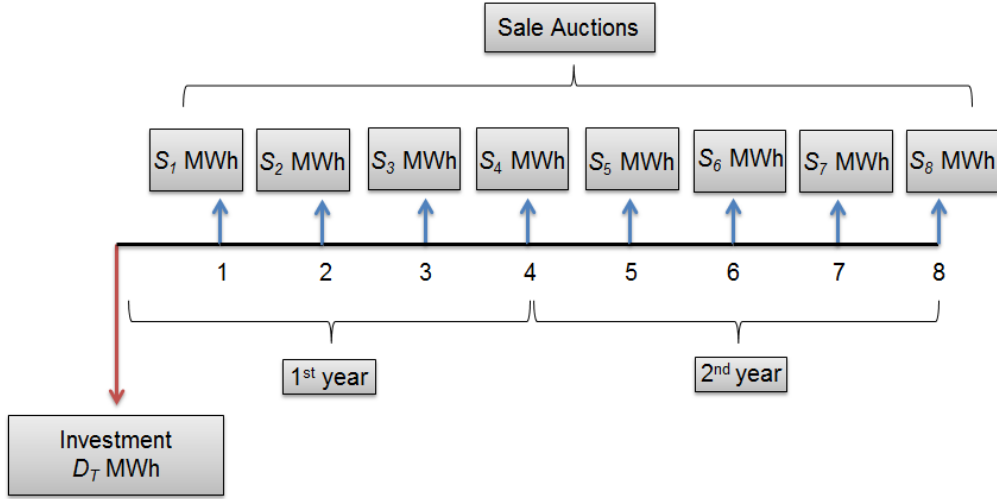 Sale Auctions
S₁ MWh
S₂ MWh
S₃ MWh
S₄ MWh
S₅ MWh
S₆ MWh
S₇ MWh
S₈ MWh
1 2 3 4 5 6 7 8
1ˢᵗ year
2ⁿᵈ year
Investment
D_T MWh